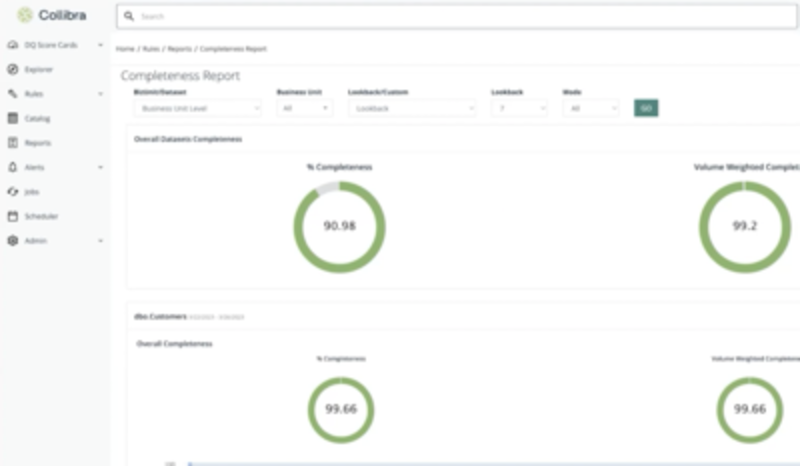 Collibra
Search
DQ Score Cards
Explorer
Rules
Catalog
Reports
Alerts
Jobs
Scheduler
Admin
Home / Rules / Reports / Completeness Report
Completeness Report
Business Unit Lookback/Custom Lookback Mode
Business Unit Level All Lookback 7 All GO
Overall Datasets Completeness
% Completeness Volume Weighted Complet
90.98 99.2
dbo.Customers
Overall Completeness
% Completeness Volume Weighted Completene
99.66 99.66
100